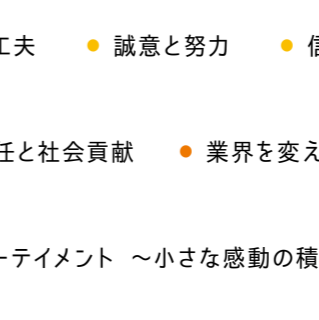 工夫 ● 誠意と努力 ●
任と社会貢献 ● 業界を変え
ーテイメント ～小さな感動の積